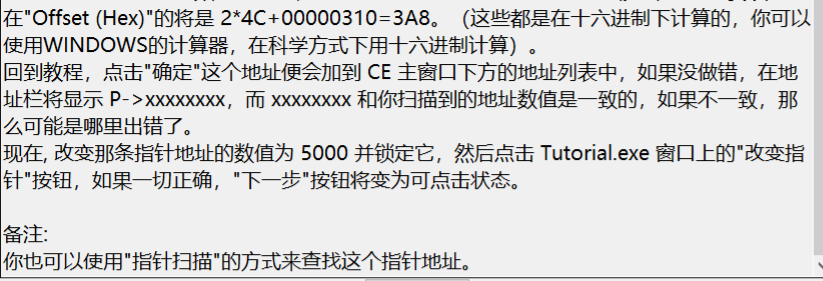 在"Offset (Hex)"的将是 2*4C+00000310=3A8。（这些都是在十六进制下计算的，你可以
使用WINDOWS的计算器，在科学方式下用十六进制计算）。
回到教程，点击"确定"这个地址便会加到 CE 主窗口下方的地址列表中，如果没做错，在地
址栏将显示 P->xxxxxxxx，而 xxxxxxxx 和你扫描到的地址数值是一致的，如果不一致，那
么可能是哪里出错了。
现在, 改变那条指针地址的数值为 5000 并锁定它，然后点击 Tutorial.exe 窗口上的"改变指
针"按钮，如果一切正确，"下一步"按钮将变为可点击状态。
备注:
你也可以使用"指针扫描"的方式来查找这个指针地址。